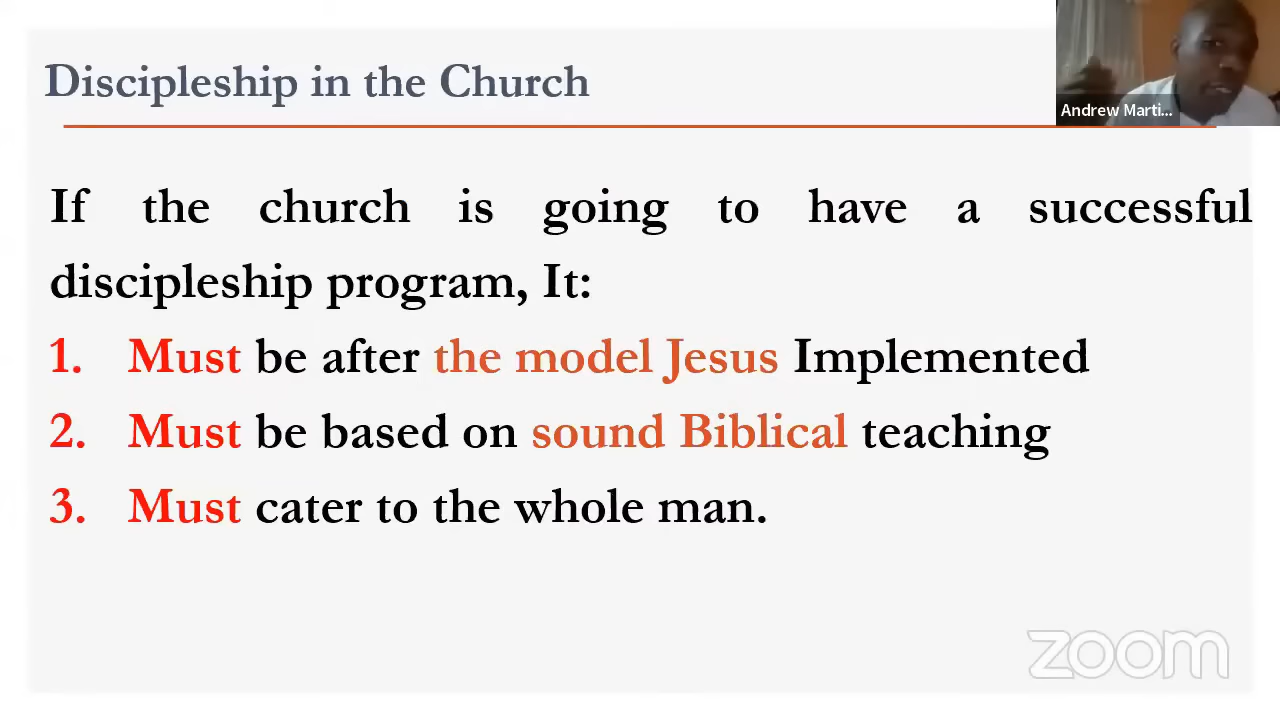 Discipleship in the Church
Andrew Marti...
If the church is going to have a successful
discipleship program, It:
1. Must be after the model Jesus Implemented
2. Must be based on sound Biblical teaching
3. Must cater to the whole man.
zoom